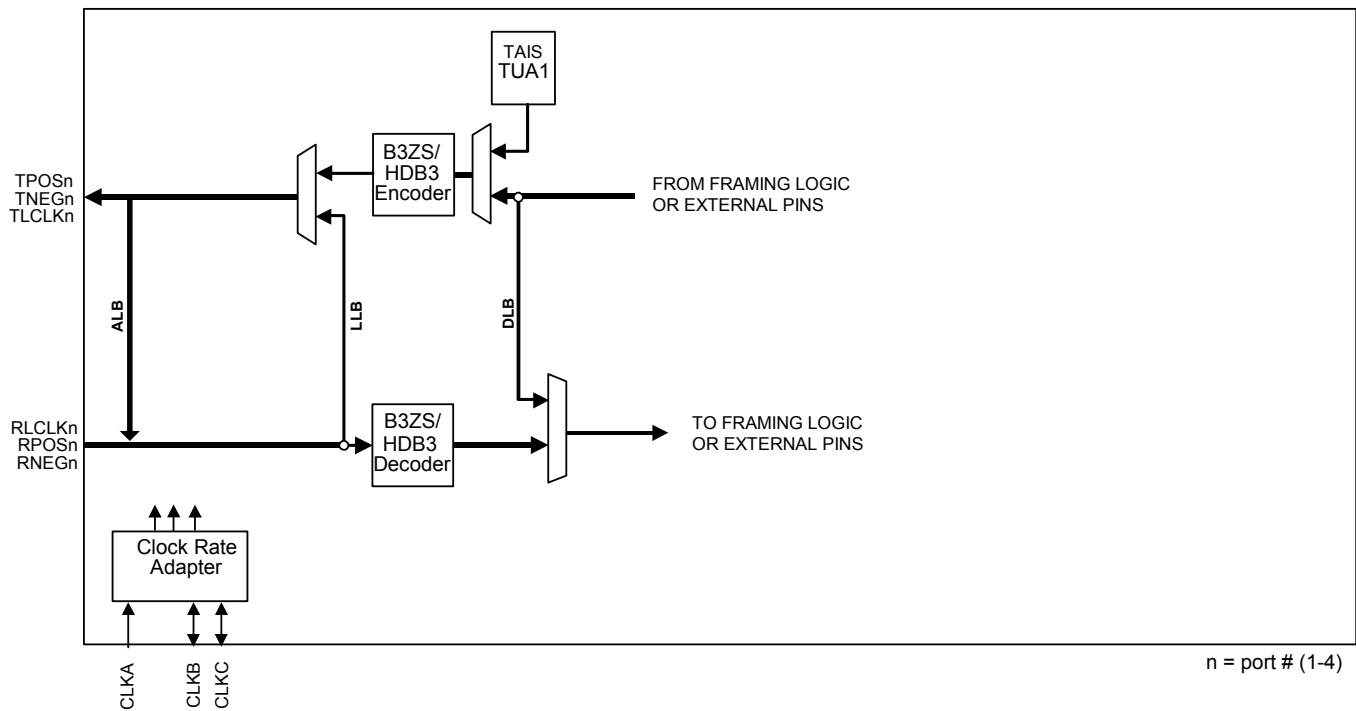 TAIS
TUA1
B3ZS/
HDB3
Encoder
TPOSn
TNEGn
TLCLKn
FROM FRAMING LOGIC
OR EXTERNAL PINS
ALB
LLB
DLB
RLCLKn
RPOSn
RNEGn
B3ZS/
HDB3
Decoder
TO FRAMING LOGIC
OR EXTERNAL PINS
Clock Rate
Adapter
CLKA
CLKB
CLKC
n = port # (1-4)